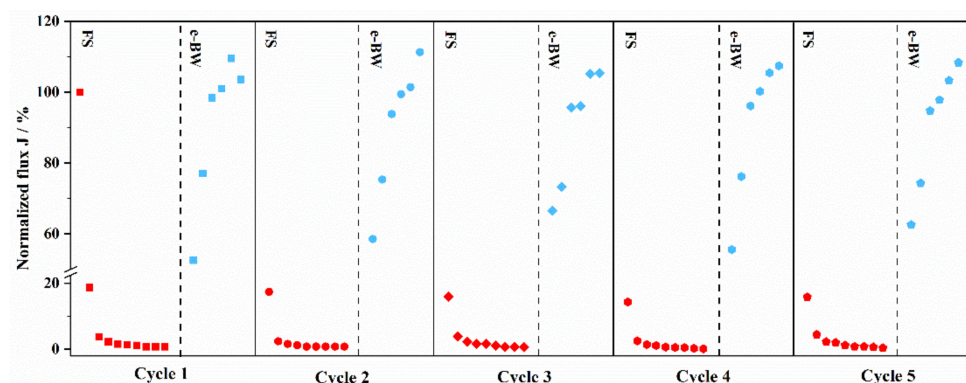 120
100
80
60
20
0
Normalized flux J / %
FS
e-BW
FS
e-BW
FS
e-BW
FS
e-BW
FS
e-BW
Cycle 1
Cycle 2
Cycle 3
Cycle 4
Cycle 5